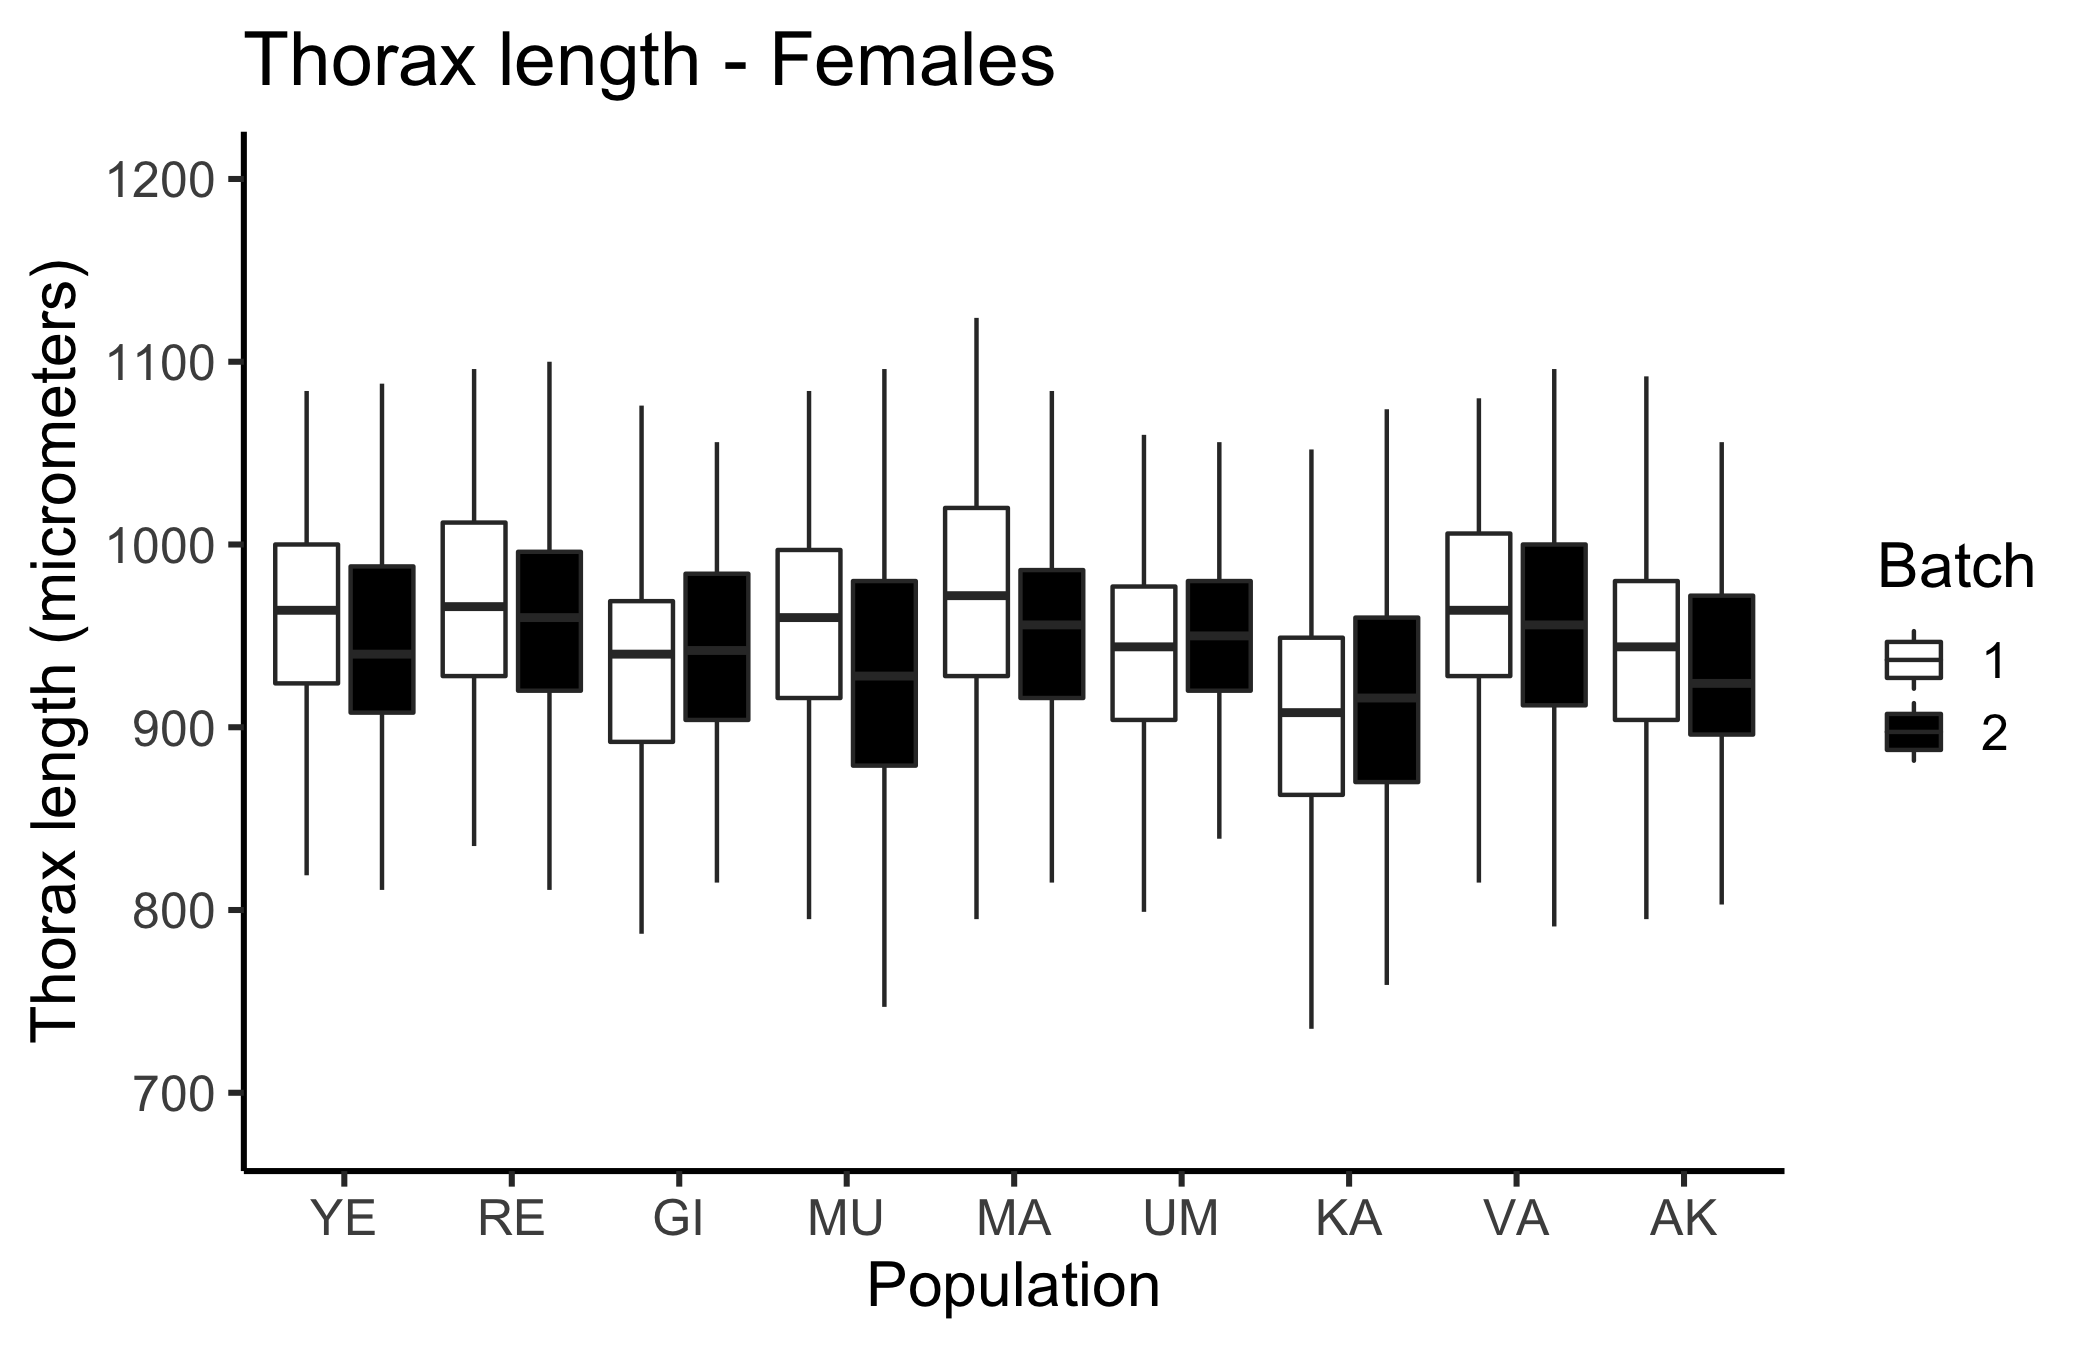 Thorax length - Females
Thorax length (micrometers)
1200
1100
1000
900
800
700
YE RE GI MU MA UM KA VA AK
Population
Batch
1
2